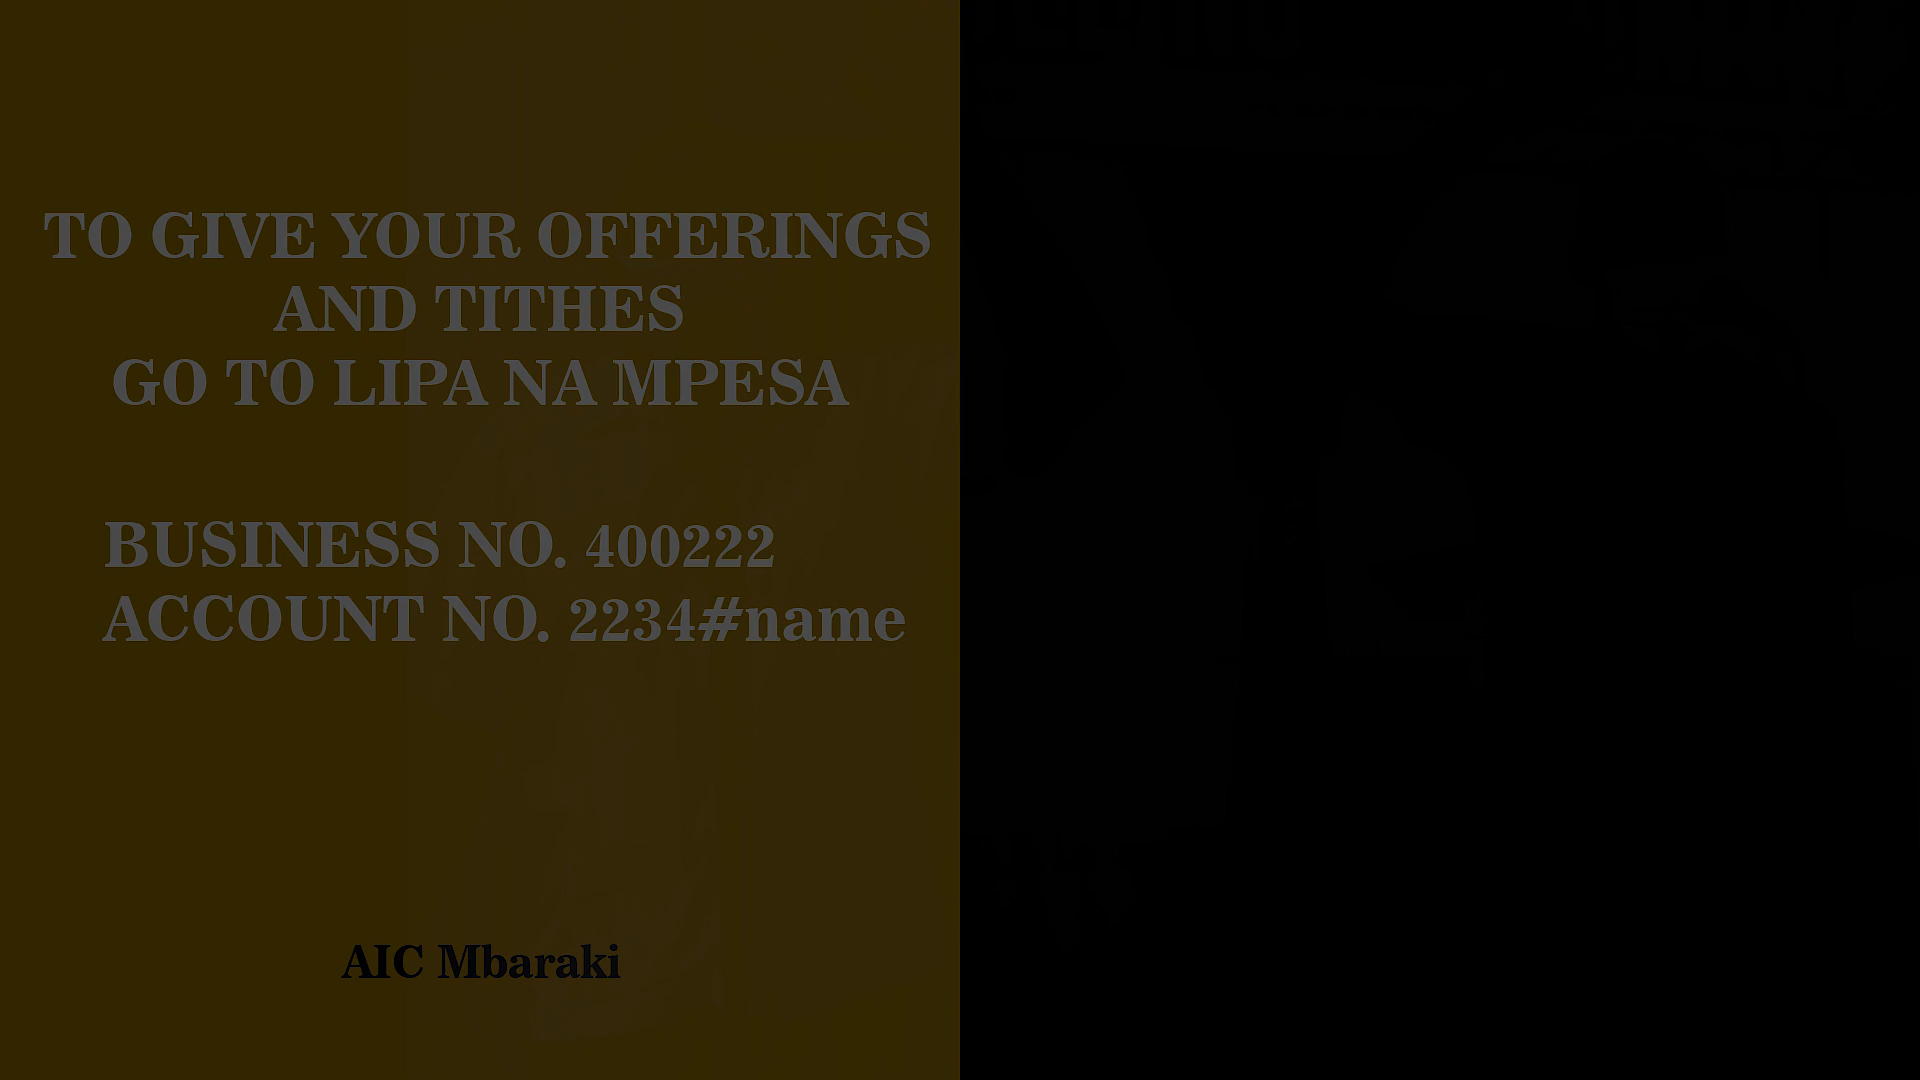 TO GIVE YOUR OFFERINGS
AND TITHES
GO TO LIPA NA MPESA
BUSINESS NO. 400222
ACCOUNT NO. 2234#name
AIC Mbaraki